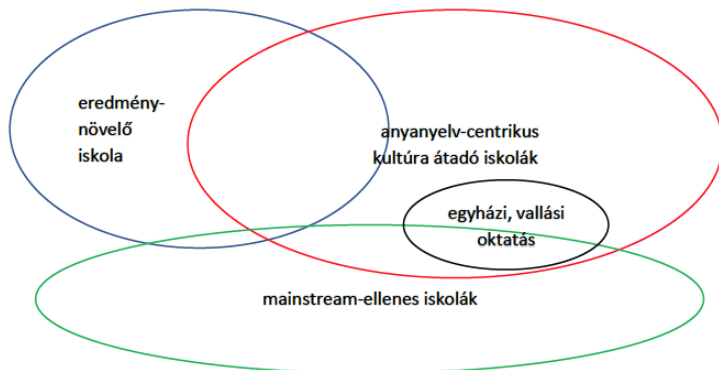 eredmény-
növelő
iskola
anyanyelv-centrikus
kultúra átadó iskolák
egyházi, vallási
oktatás
mainstream-ellenes iskolák